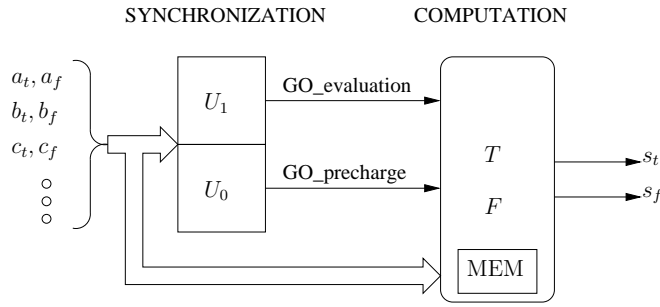 SYNCHRONIZATION COMPUTATION
a_t, a_f
b_t, b_f
c_t, c_f
U_1
U_0
GO_evaluation
GO_precharge
T
F
MEM
s_t
s_f